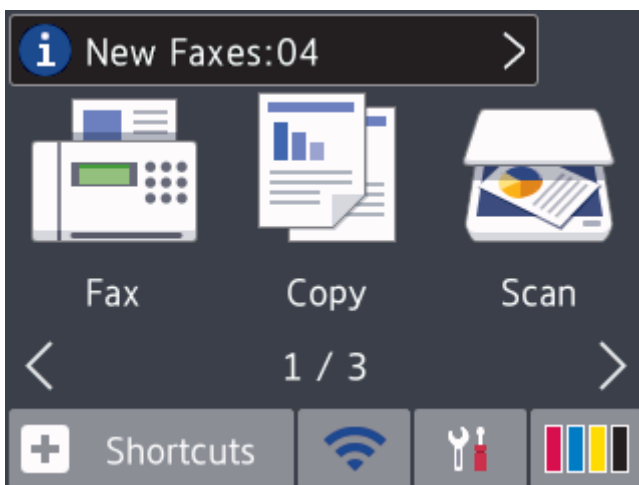 i New Faxes:04 >
Fax Copy Scan
< 1 / 3 >
+ Shortcuts